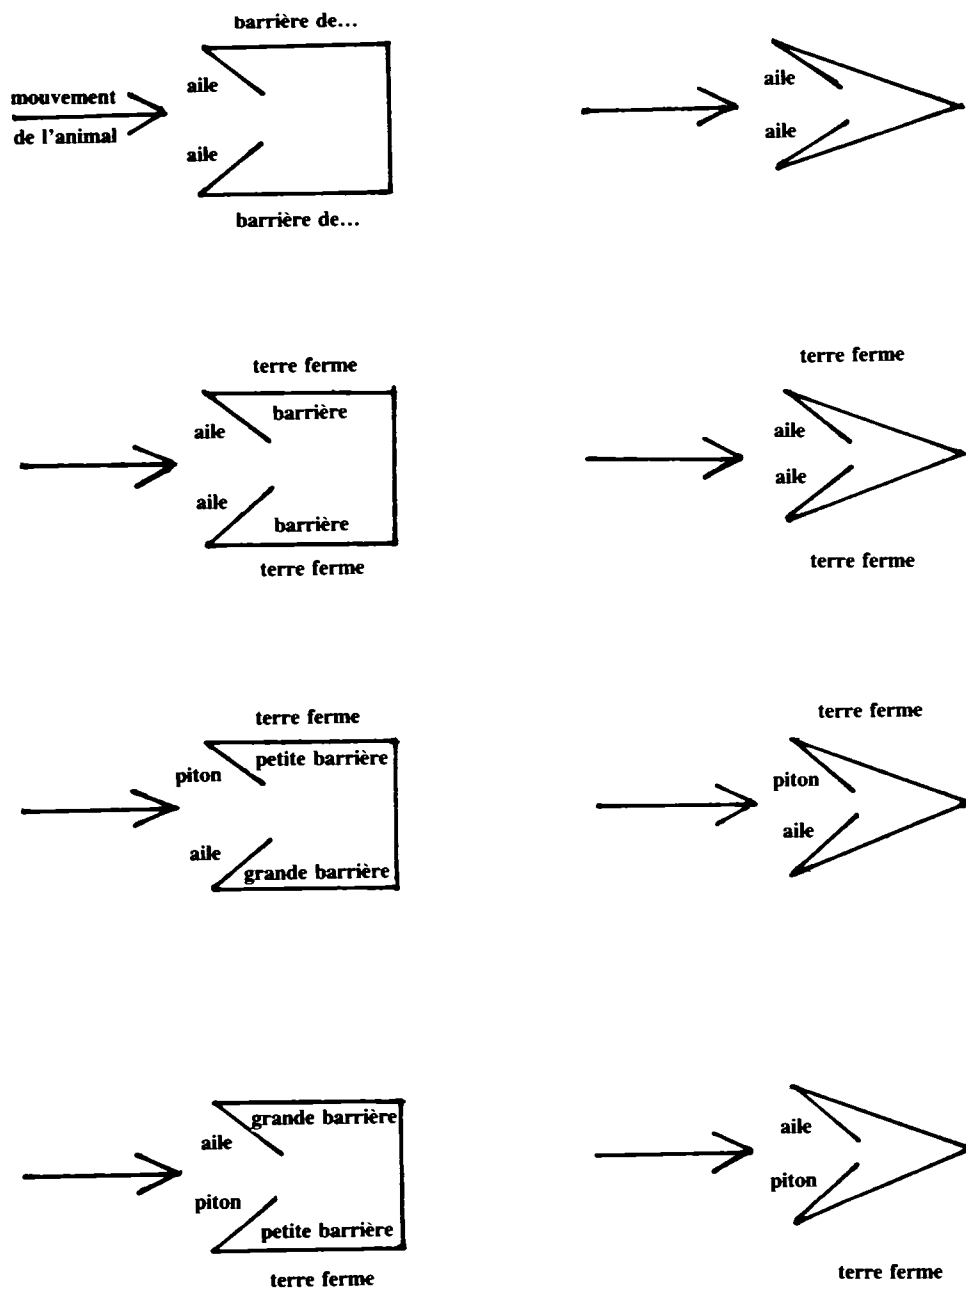 barrière de...
aile
aile
mouvement
de l'animal
aile
aile
barrière de...
terre ferme
terre ferme
barrière
aile
aile
aile
aile
barrière
terre ferme
terre ferme
terre ferme
terre ferme
petite barrière
piton
piton
aile
aile
grande barrière
grande barrière
aile
aile
piton
piton
petite barrière
terre ferme
terre ferme